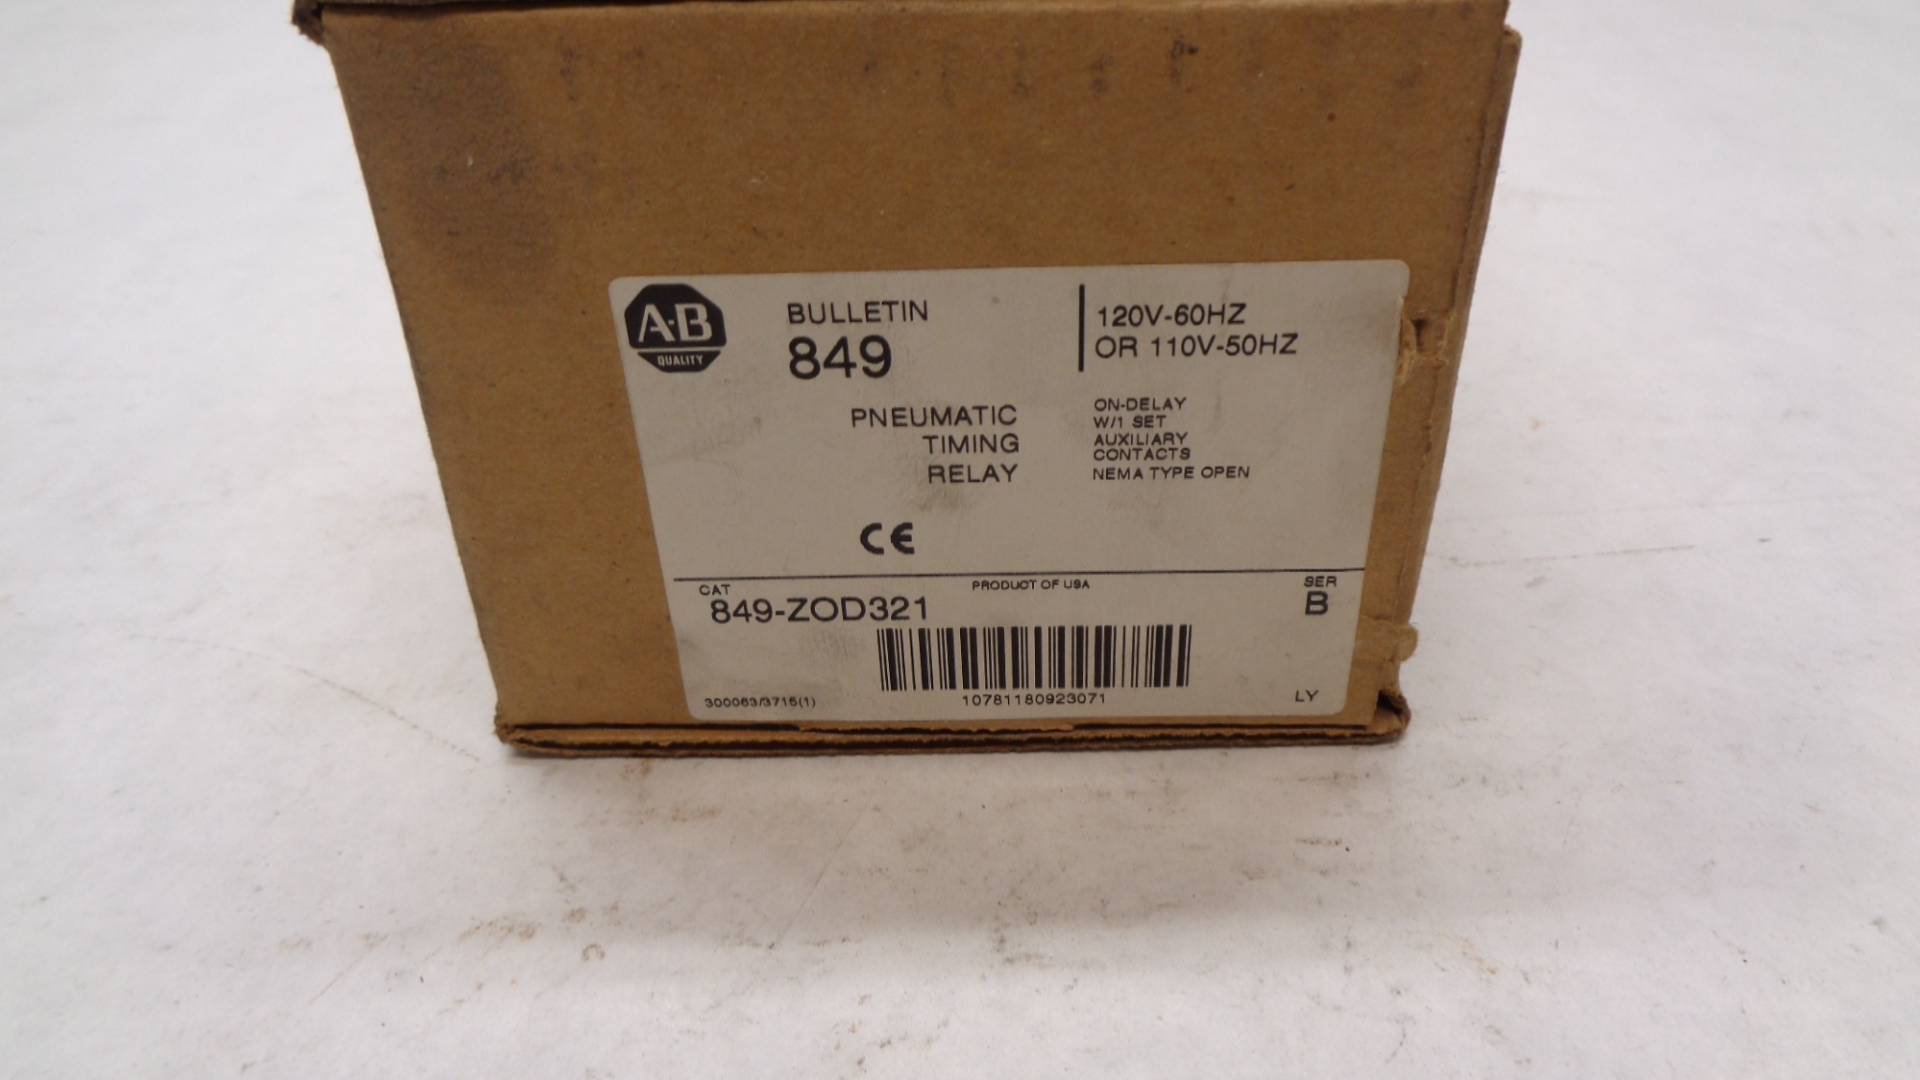 A·B
QUALITY
BULLETIN
849
120V-60HZ
OR 110V-50HZ
PNEUMATIC
TIMING
RELAY
ON-DELAY
W/1 SET
AUXILIARY
CONTACTS
NEMA TYPE OPEN
CE
CAT
849-ZOD321
PRODUCT OF USA
SER
B
300063/3715(1)
10781180923071
LY